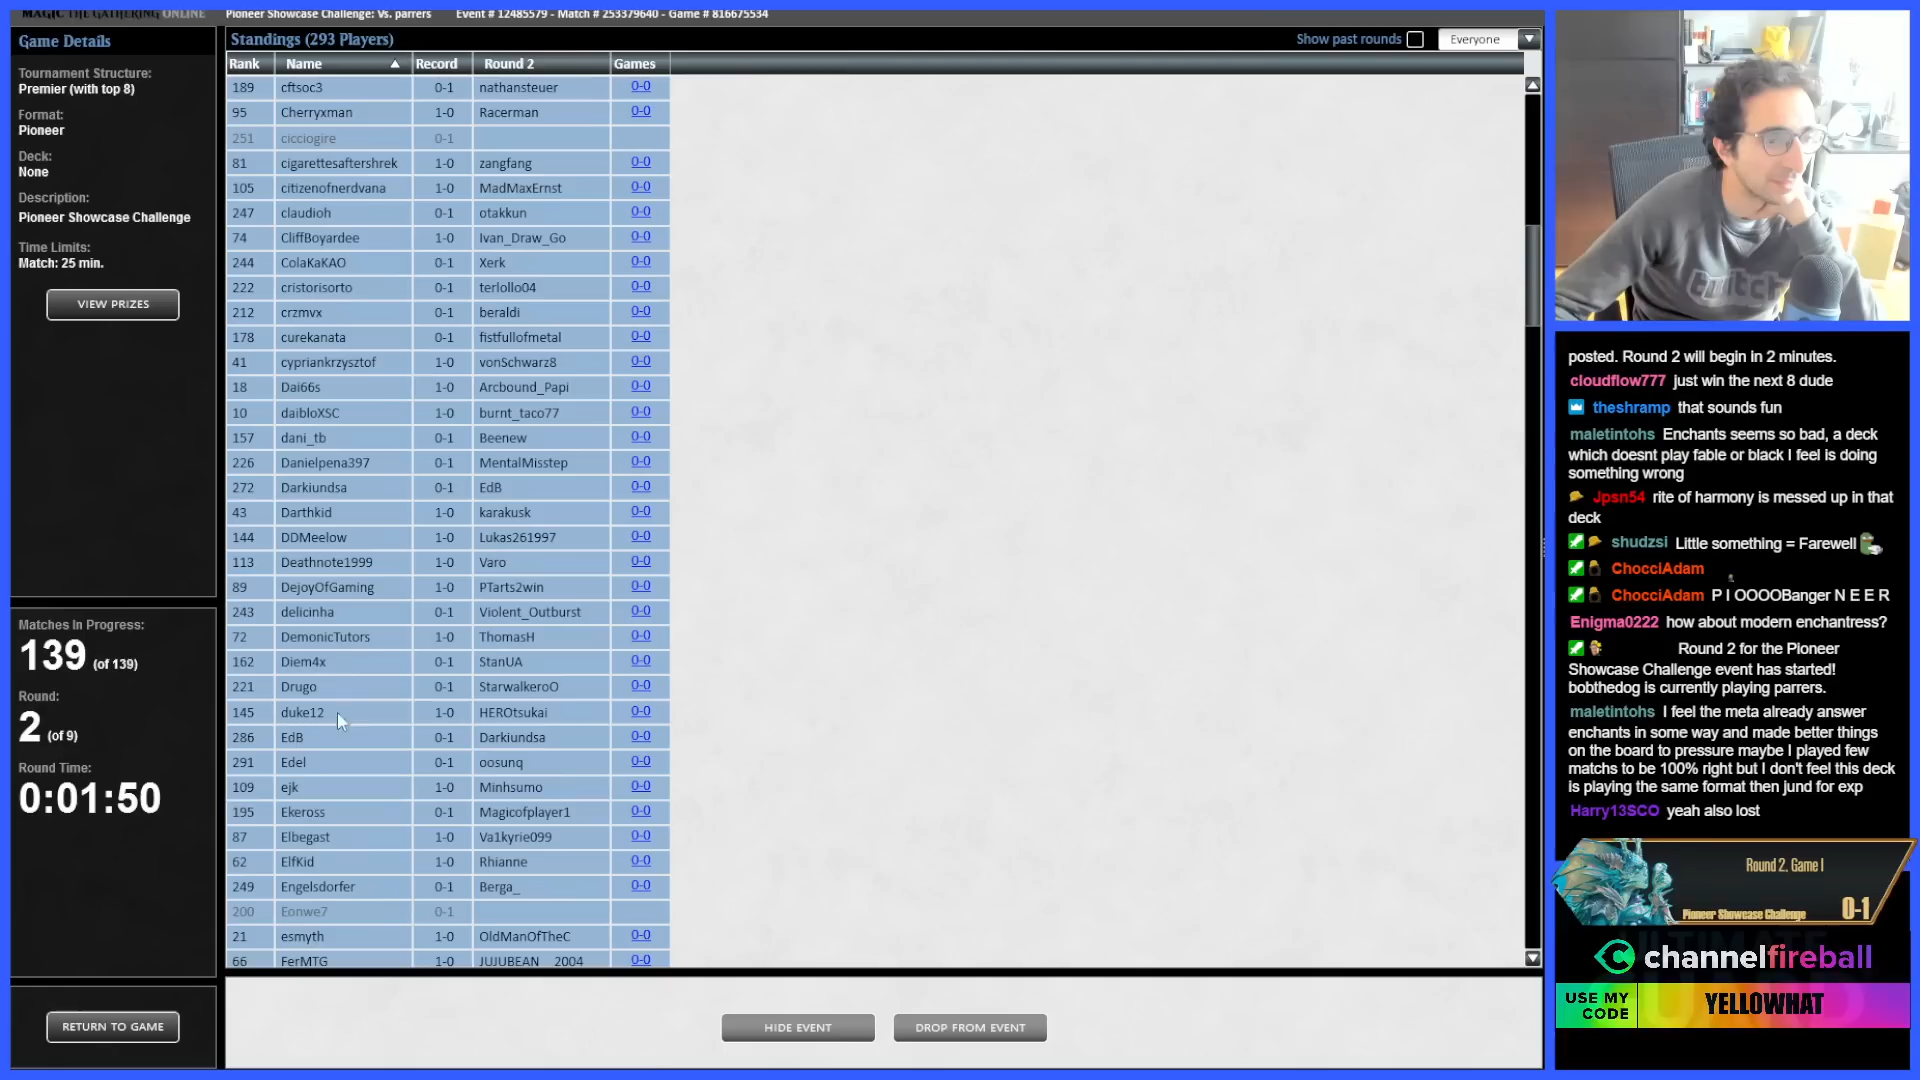 MAGIC THE GATHERING ONLINE
Pioneer Showcase Challenge: Vs. parrers Event # 12485579 - Match # 253379640 - Game # 816675534
Game Details
Tournament Structure:
Premier (with top 8)
Format:
Pioneer
Deck:
None
Description:
Pioneer Showcase Challenge
Time Limits:
Match: 25 min.
VIEW PRIZES
Matches In Progress:
139 (of 139)
Round:
2 (of 9)
Round Time:
0:01:50
RETURN TO GAME
Standings (293 Players) Show past rounds Everyone
Rank Name Record Round 2 Games
189 cftsoc3 0-1 nathansteuer 0-0
95 Cherryxman 1-0 Racerman 0-0
251 cicciogire 0-1
81 cigarettesaftershrek 1-0 zangfang 0-0
105 citizenofnerdvana 1-0 MadMaxErnst 0-0
247 claudioh 0-1 otakkun 0-0
74 CliffBoyardee 1-0 Ivan_Draw_Go 0-0
244 ColaKaKAO 0-1 Xerk 0-0
222 cristorisorto 0-1 terlollo04 0-0
212 crzmvx 0-1 beraldi 0-0
178 curekanata 0-1 fistfullofmetal 0-0
41 cypriankrzysztof 1-0 vonSchwarz8 0-0
18 Dai66s 1-0 Arcbound_Papi 0-0
10 daibloXSC 1-0 burnt_taco77 0-0
157 dani_tb 0-1 Beenew 0-0
226 Danielpena397 0-1 MentalMisstep 0-0
272 Darkiundsa 0-1 EdB 0-0
43 Darthkid 1-0 karakusk 0-0
144 DDMeelow 1-0 Lukas261997 0-0
113 Deathnote1999 1-0 Varo 0-0
89 DejoyOfGaming 1-0 PTarts2win 0-0
243 delicinha 0-1 Violent_Outburst 0-0
72 DemonicTutors 1-0 ThomasH 0-0
162 Diem4x 0-1 StanUA 0-0
221 Drugo 0-1 StarwalkeroO 0-0
145 duke12 1-0 HEROtsukai 0-0
286 EdB 0-1 Darkiundsa 0-0
291 Edel 0-1 oosunq 0-0
109 ejk 1-0 Minhsumo 0-0
195 Ekeross 0-1 Magicofplayer1 0-0
87 Elbegast 1-0 Va1kyrie099 0-0
62 ElfKid 1-0 Rhianne 0-0
249 Engelsdorfer 0-1 Berga_ 0-0
200 Eonwe7 0-1
21 esmyth 1-0 OldManOfTheC 0-0
66 FerMTG 1-0 JUJUBEAN__2004 0-0
HIDE EVENT DROP FROM EVENT
twitch
posted. Round 2 will begin in 2 minutes.
cloudflow777 just win the next 8 dude
theshramp that sounds fun
maletintohs Enchants seems so bad, a deck
which doesnt play fable or black I feel is doing
something wrong
Jpsn54 rite of harmony is messed up in that
deck
shudzsi Little something = Farewell
ChocciAdam
ChocciAdam P I OOOOBanger N E E R
Enigma0222 how about modern enchantress?
Round 2 for the Pioneer
Showcase Challenge event has started!
bobthedog is currently playing parrers.
maletintohs I feel the meta already answer
enchants in some way and made better things
on the board to pressure maybe I played few
matchs to be 100% right but I don't feel this deck
is playing the same format then jund for exp
Harry13SCO yeah also lost
Round 2, Game 1
Pioneer Showcase Challenge 0-1
channelfireball
USE MY
CODE
YELLOWHAT